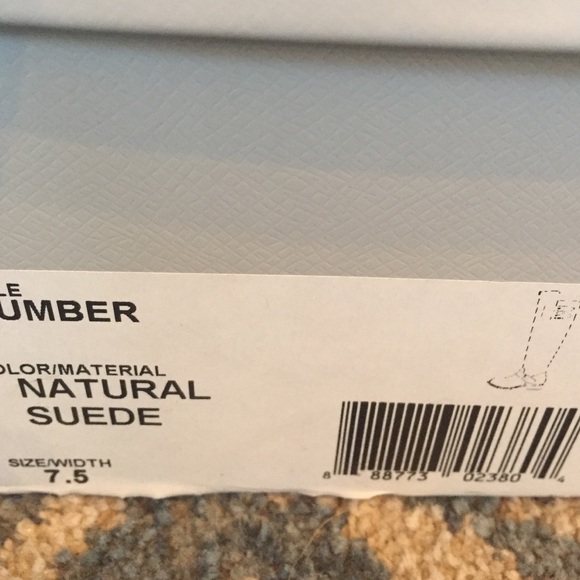 LE
UMBER
OLOR/MATERIAL
NATURAL
SUEDE
SIZE/WIDTH
7.5
8 88773 02380 4